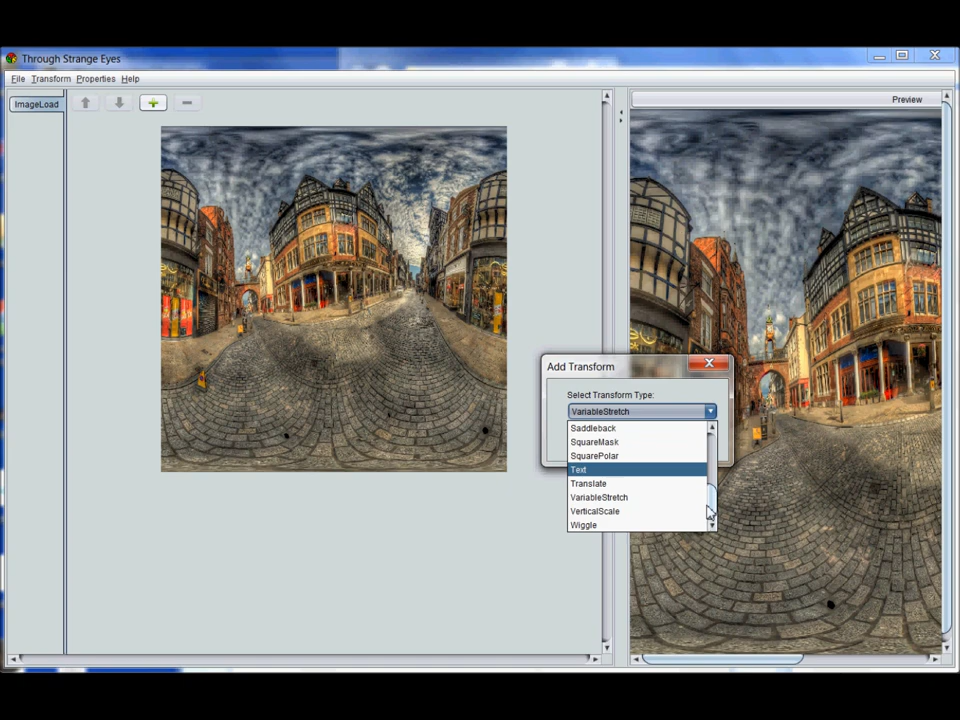 Through Strange Eyes
File Transform Properties Help
ImageLoad
Preview
Add Transform
Select Transform Type:
VariableStretch
Saddleback
SquareMask
SquarePolar
Text
Translate
VariableStretch
VerticalScale
Wiggle